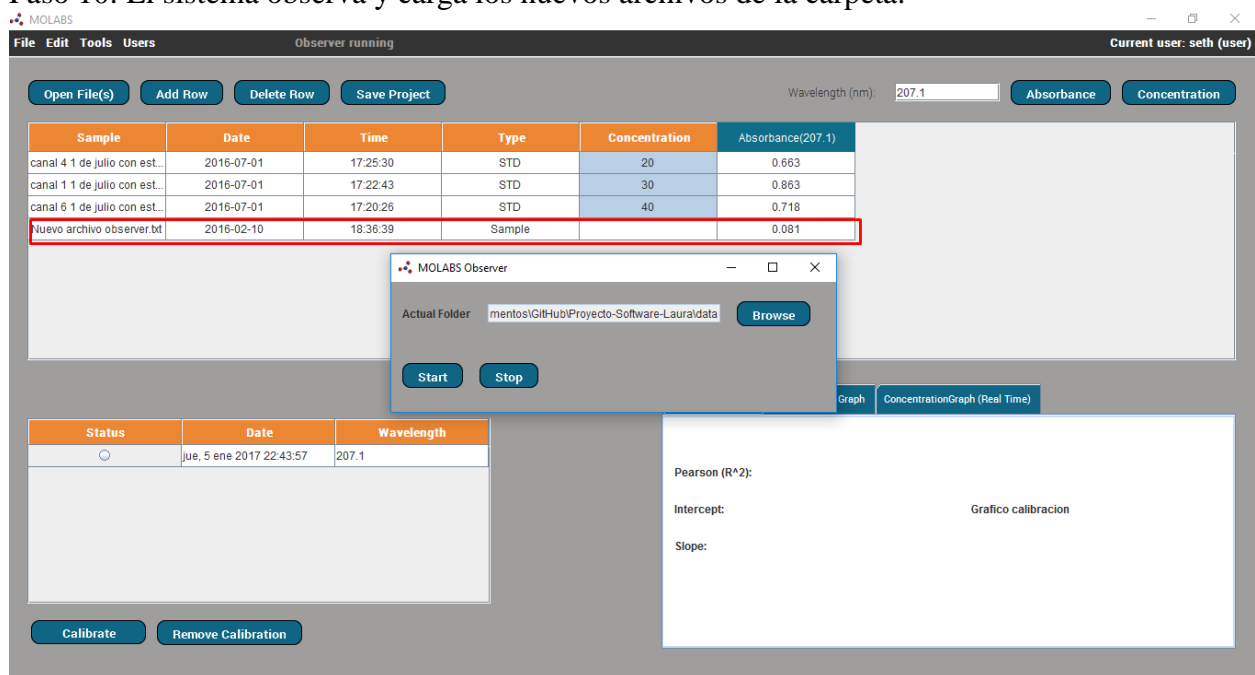 Paso 10: El sistema observa y carga los nuevos archivos de la carpeta.
MOLABS
File Edit Tools Users Observer running Current user: seth (user)
Open File(s) Add Row Delete Row Save Project Wavelength (nm): 207.1 Absorbance Concentration
Sample Date Time Type Concentration Absorbance(207.1)
canal 4 1 de julio con est... 2016-07-01 17:25:30 STD 20 0.663
canal 1 1 de julio con est... 2016-07-01 17:22:43 STD 30 0.863
canal 6 1 de julio con est... 2016-07-01 17:20:26 STD 40 0.718
Nuevo archivo observer.txt 2016-02-10 18:36:39 Sample 0.081
MOLABS Observer
Actual Folder mentos\GitHub\Proyecto-Software-Laura\data Browse
Start Stop
Graph ConcentrationGraph (Real Time)
Status Date Wavelength
jue, 5 ene 2017 22:43:57 207.1
Pearson (R^2):
Intercept: Grafico calibracion
Slope:
Calibrate Remove Calibration